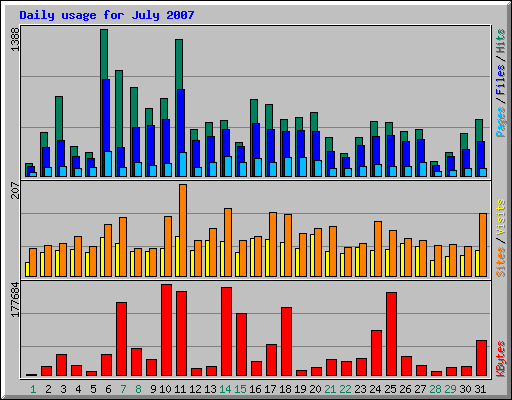 Daily usage for July 2007
1388
Pages / Files / Hits
207
Sites / Visits
177684
KBytes
1 2 3 4 5 6 7 8 9 10 11 12 13 14 15 16 17 18 19 20 21 22 23 24 25 26 27 28 29 30 31